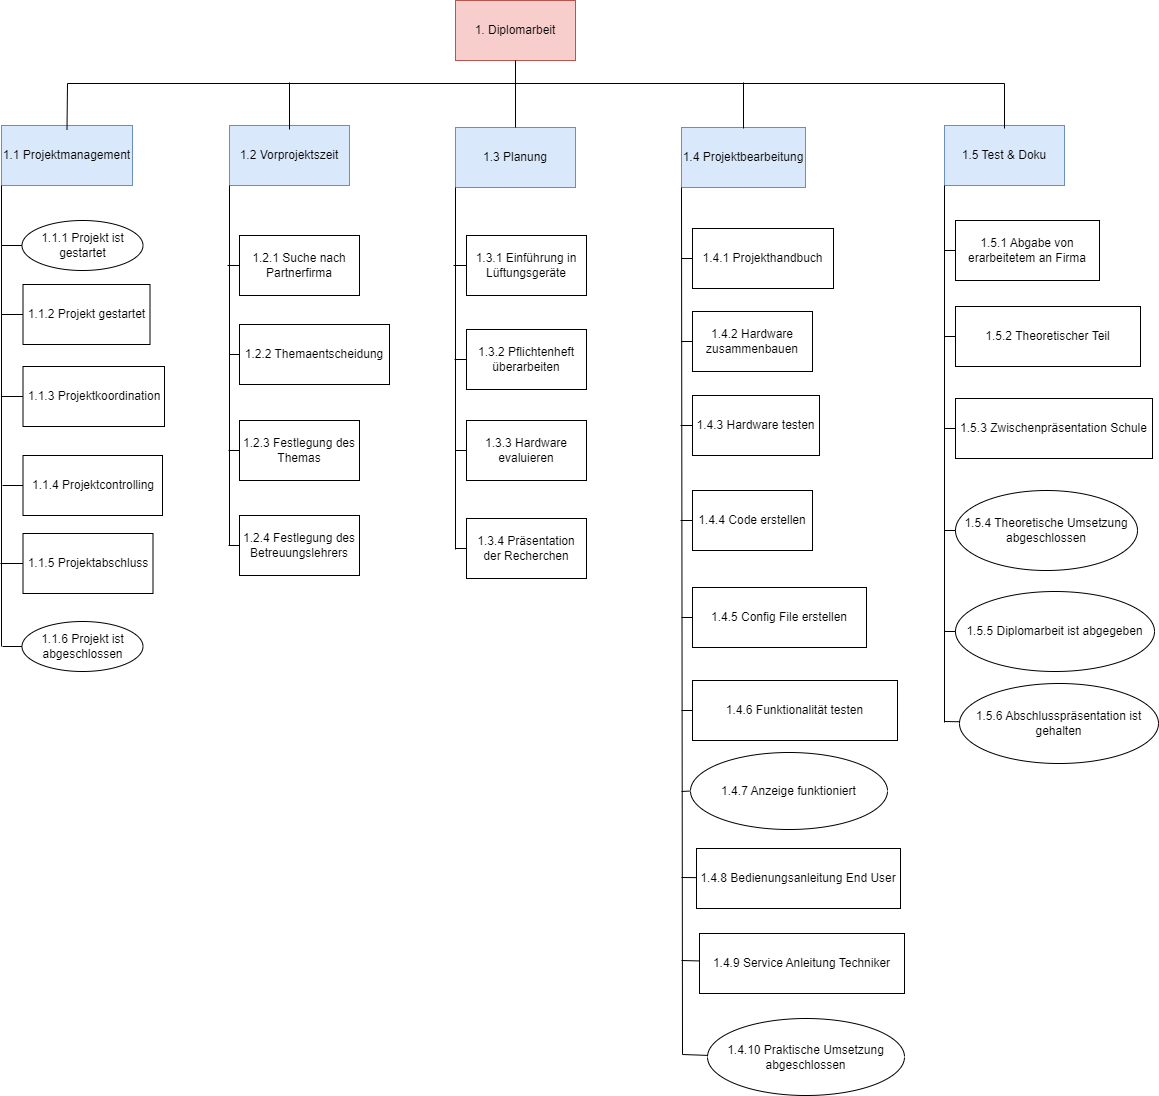 1. Diplomarbeit
1.1 Projektmanagement
1.1.1 Projekt ist
gestartet
1.1.2 Projekt gestartet
1.1.3 Projektkoordination
1.1.4 Projektcontrolling
1.1.5 Projektabschluss
1.1.6 Projekt ist
abgeschlossen
1.2 Vorprojektszeit
1.2.1 Suche nach
Partnerfirma
1.2.2 Themaentscheidung
1.2.3 Festlegung des
Themas
1.2.4 Festlegung des
Betreuungslehrers
1.3 Planung
1.3.1 Einführung in
Lüftungsgeräte
1.3.2 Pflichtenheft
überarbeiten
1.3.3 Hardware
evaluieren
1.3.4 Präsentation
der Recherchen
1.4 Projektbearbeitung
1.4.1 Projekthandbuch
1.4.2 Hardware
zusammenbauen
1.4.3 Hardware testen
1.4.4 Code erstellen
1.4.5 Config File erstellen
1.4.6 Funktionalität testen
1.4.7 Anzeige funktioniert
1.4.8 Bedienungsanleitung End User
1.4.9 Service Anleitung Techniker
1.4.10 Praktische Umsetzung
abgeschlossen
1.5 Test & Doku
1.5.1 Abgabe von
erarbeitetem an Firma
1.5.2 Theoretischer Teil
1.5.3 Zwischenpräsentation Schule
1.5.4 Theoretische Umsetzung
abgeschlossen
1.5.5 Diplomarbeit ist abgegeben
1.5.6 Abschlusspräsentation ist
gehalten